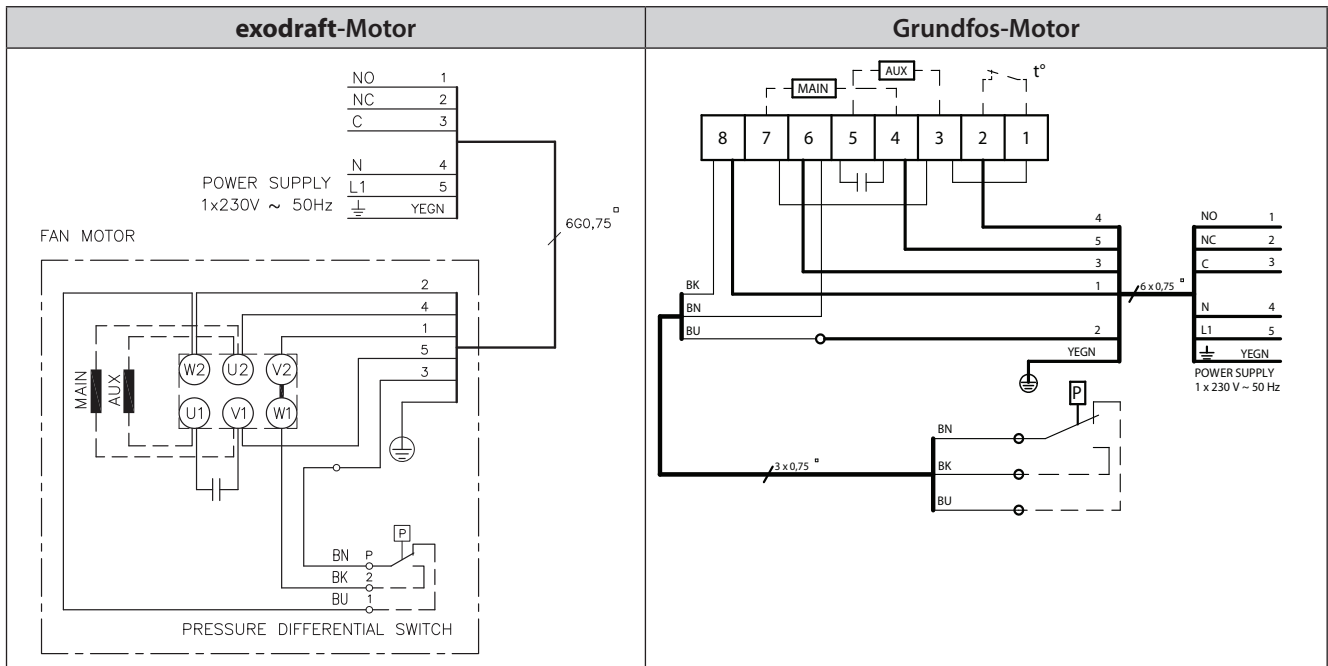 exodraft-Motor
Grundfos-Motor
NO 1
NC 2
C 3
N 4
POWER SUPPLY L1 5
1x230V ~ 50Hz YEGN
6G0,75
FAN MOTOR
2
4
1
5
3
MAIN
AUX
W2 U2 V2
U1 V1 W1
P
BN P
BK 2
BU 1
PRESSURE DIFFERENTIAL SWITCH
AUX
t°
MAIN
8 7 6 5 4 3 2 1
4
5
3
1
2
YEGN
BK
BN
BU
6 x 0,75
NO 1
NC 2
C 3
N 4
L1 5
YEGN
POWER SUPPLY
1 x 230 V ~ 50 Hz
P
3 x 0,75
BN
BK
BU